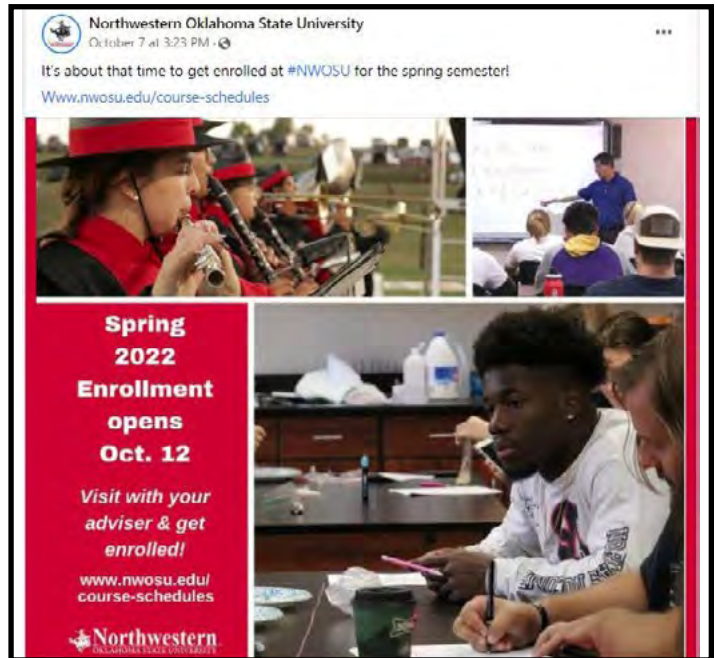 Northwestern Oklahoma State University
October 7 at 3:23 PM ·
It's about that time to get enrolled at #NWOSU for the spring semester!
Www.nwosu.edu/course-schedules
Spring
2022
Enrollment
opens
Oct. 12
Visit with your
adviser & get
enrolled!
www.nwosu.edu/
course-schedules
Northwestern
OKLAHOMA STATE UNIVERSITY